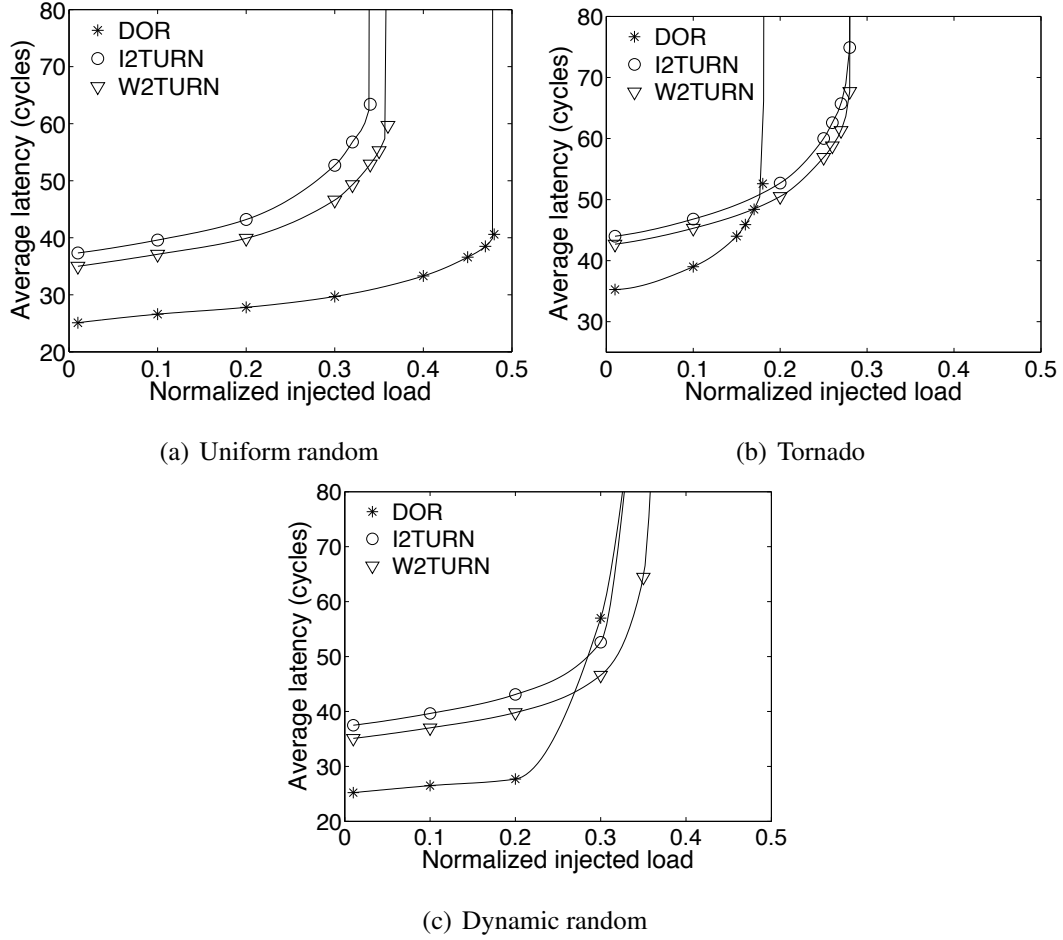 80
70
60
50
40
30
20
Average latency (cycles)
DOR
I2TURN
W2TURN
0 0.1 0.2 0.3 0.4 0.5
Normalized injected load
(a) Uniform random
80
70
60
50
40
30
Average latency (cycles)
DOR
I2TURN
W2TURN
0 0.1 0.2 0.3 0.4 0.5
Normalized injected load
(b) Tornado
80
70
60
50
40
30
20
Average latency (cycles)
DOR
I2TURN
W2TURN
0 0.1 0.2 0.3 0.4 0.5
Normalized injected load
(c) Dynamic random